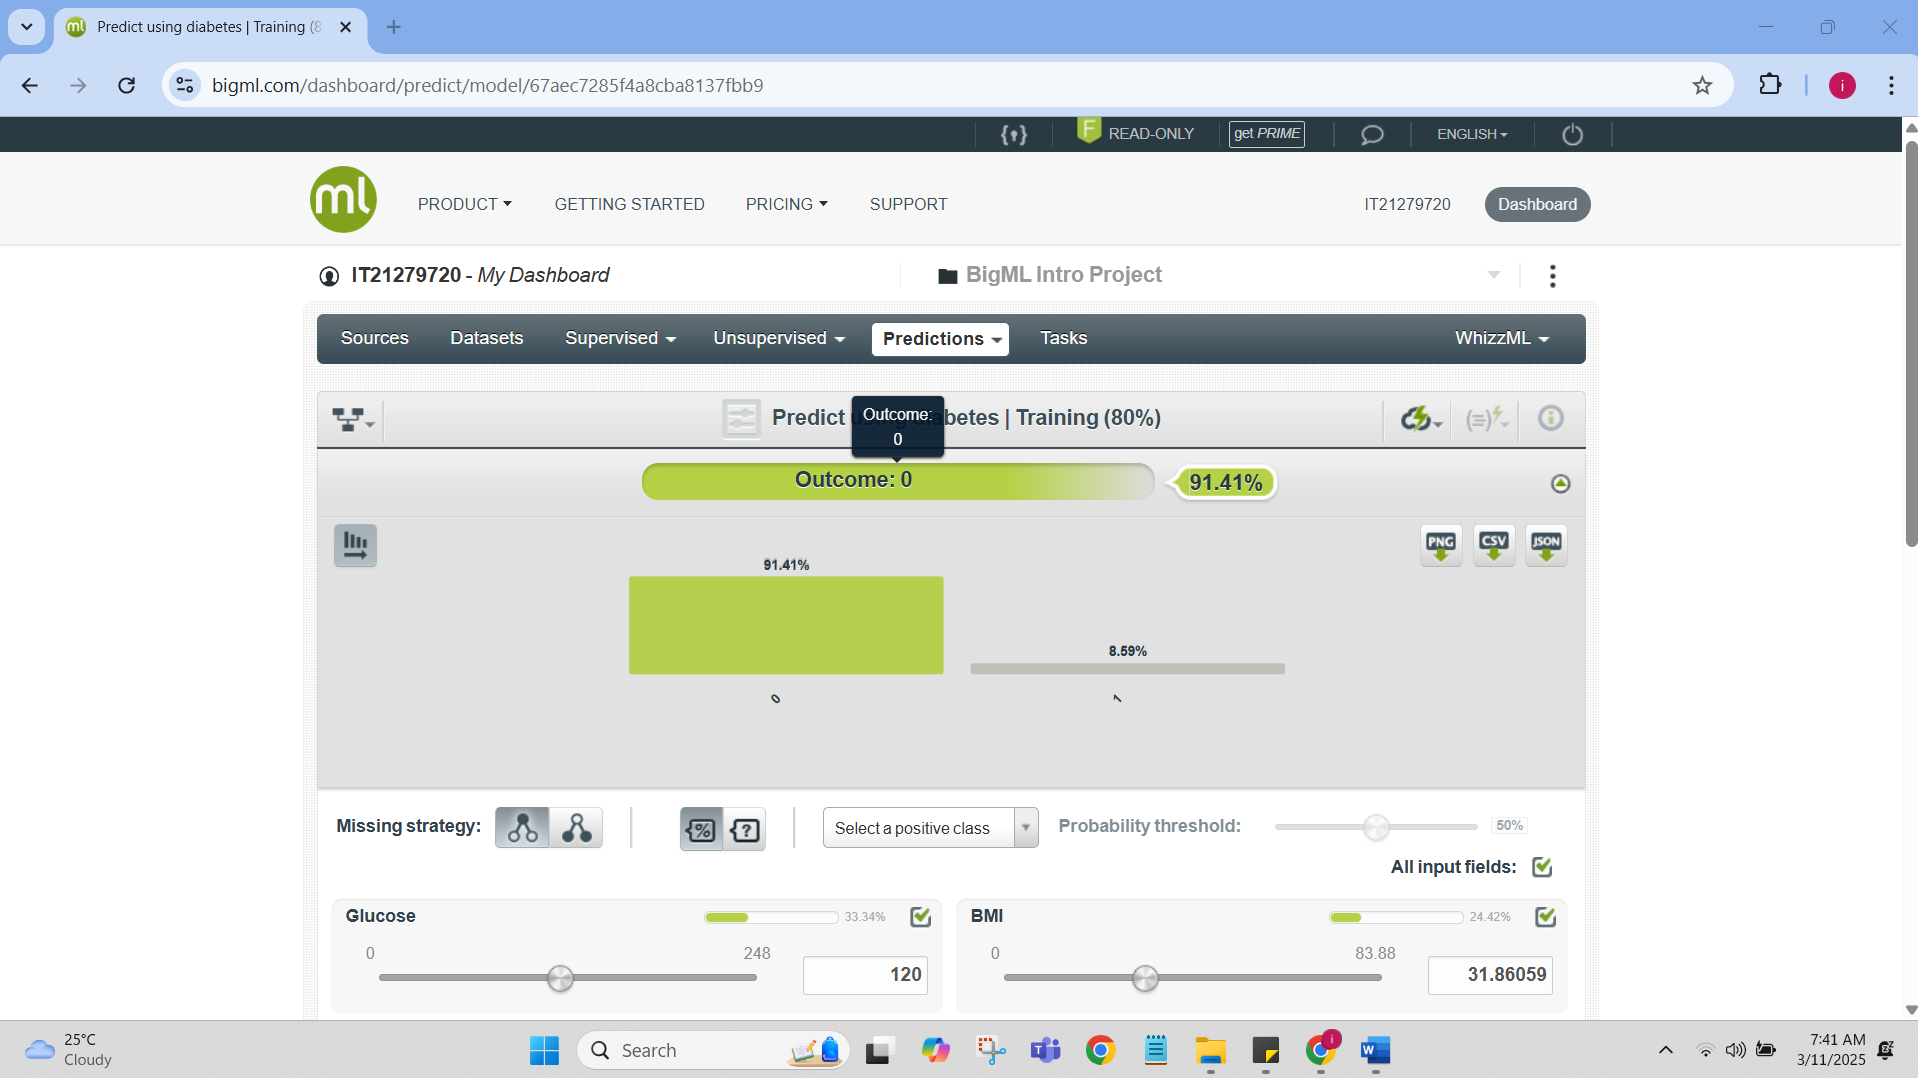 ml Predict using diabetes | Training (8
bigml.com/dashboard/predict/model/67aec7285f4a8cba8137fbb9
i
F READ-ONLY get PRIME ENGLISH
ml PRODUCT GETTING STARTED PRICING SUPPORT IT21279720 Dashboard
IT21279720 - My Dashboard BigML Intro Project
Sources Datasets Supervised Unsupervised Predictions Tasks WhizzML
Predict using diabetes | Training (80%)
Outcome:
0
Outcome: 0 91.41%
PNG CSV JSON
91.41%
8.59%
0 1
Missing strategy: % ? Select a positive class Probability threshold: 50%
All input fields:
Glucose 33.34% BMI 24.42%
0 248 0 83.88
120 31.86059
25°C
Cloudy
Search
i
7:41 AM
3/11/2025